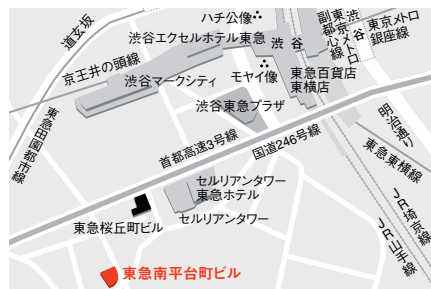 ハチ公像
道玄坂
渋谷エクセルホテル東急
渋谷
東京メトロ
副都心線
渋谷
東京メトロ
銀座線
京王井の頭線
渋谷マークシティ
モヤイ像
東急百貨店
東横店
渋谷東急プラザ
明治通り
東急田園都市線
首都高速3号線
国道246号線
東急東横線
セルリアンタワー
東急ホテル
セルリアンタワー
東急桜丘町ビル
JR埼京線
JR山手線
東急南平台町ビル